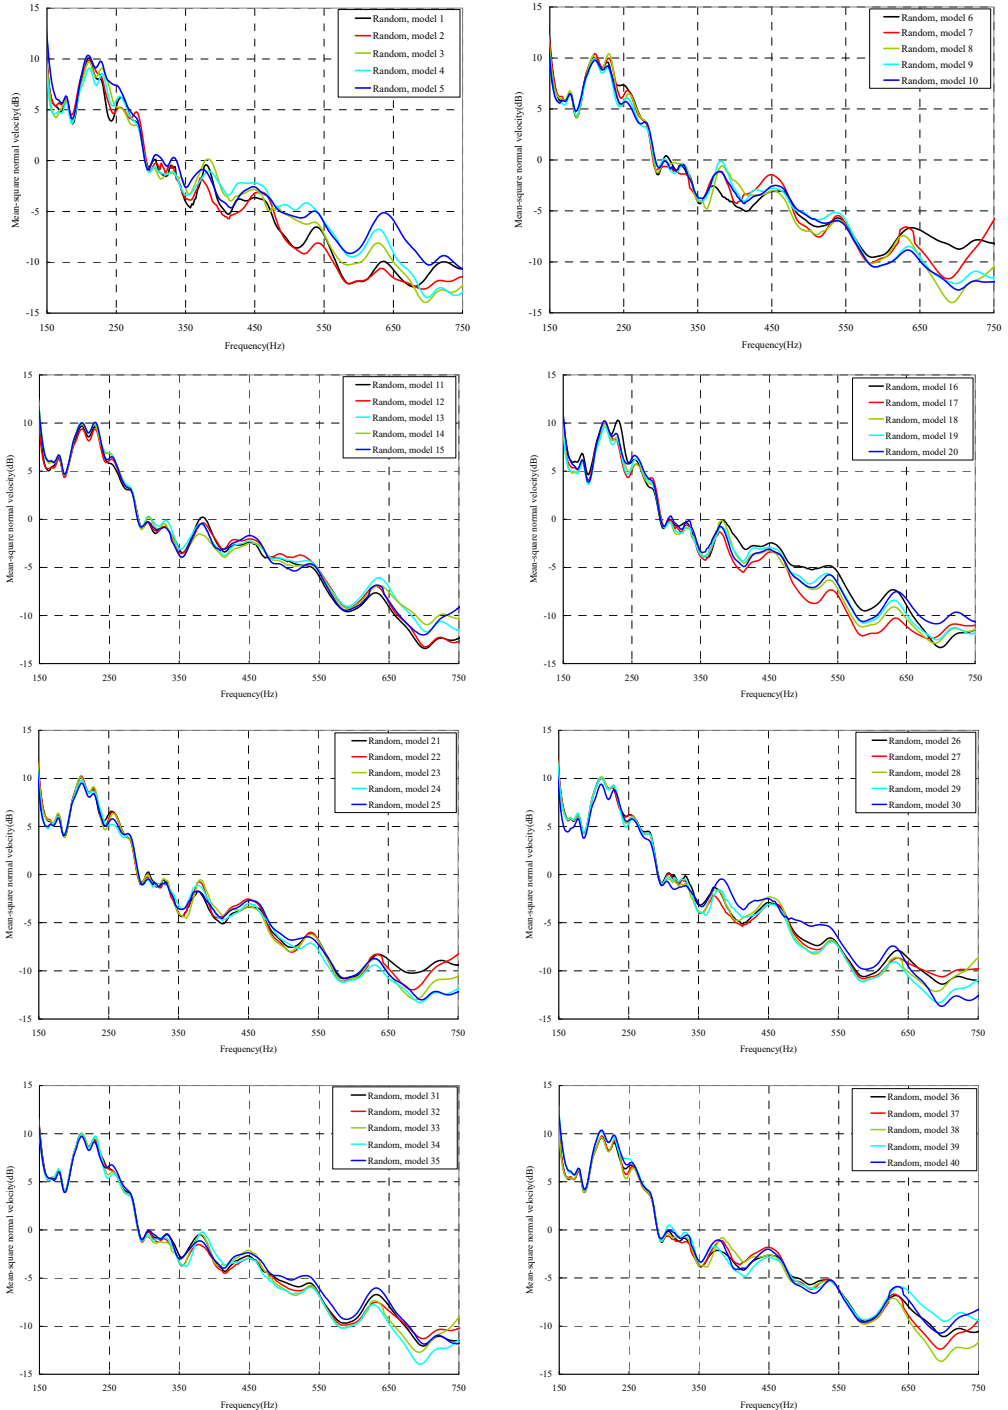 Mean-square normal velocity(dB)
15
10
5
0
-5
-10
-15
150 250 350 450 550 650 750
Frequency(Hz)
Random, model 1
Random, model 2
Random, model 3
Random, model 4
Random, model 5
Mean-square normal velocity(dB)
15
10
5
0
-5
-10
-15
150 250 350 450 550 650 750
Frequency(Hz)
Random, model 6
Random, model 7
Random, model 8
Random, model 9
Random, model 10
Mean-square normal velocity(dB)
15
10
5
0
-5
-10
-15
150 250 350 450 550 650 750
Frequency(Hz)
Random, model 11
Random, model 12
Random, model 13
Random, model 14
Random, model 15
Mean-square normal velocity(dB)
15
10
5
0
-5
-10
-15
150 250 350 450 550 650 750
Frequency(Hz)
Random, model 16
Random, model 17
Random, model 18
Random, model 19
Random, model 20
Mean-square normal velocity(dB)
15
10
5
0
-5
-10
-15
150 250 350 450 550 650 750
Frequency(Hz)
Random, model 21
Random, model 22
Random, model 23
Random, model 24
Random, model 25
Mean-square normal velocity(dB)
15
10
5
0
-5
-10
-15
150 250 350 450 550 650 750
Frequency(Hz)
Random, model 26
Random, model 27
Random, model 28
Random, model 29
Random, model 30
Mean-square normal velocity(dB)
15
10
5
0
-5
-10
-15
150 250 350 450 550 650 750
Frequency(Hz)
Random, model 31
Random, model 32
Random, model 33
Random, model 34
Random, model 35
Mean-square normal velocity(dB)
15
10
5
0
-5
-10
-15
150 250 350 450 550 650 750
Frequency(Hz)
Random, model 36
Random, model 37
Random, model 38
Random, model 39
Random, model 40